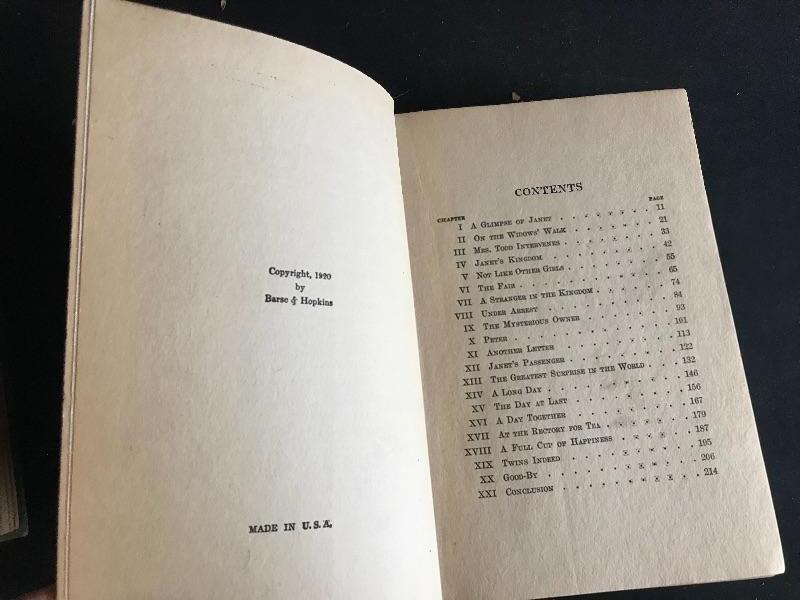 Copyright, 1920
by
Barse & Hopkins
MADE IN U. S. A.
CONTENTS
CHAPTER PAGE
I A GLIMPSE OF JANET . . . . . . 11
II ON THE WIDOWS' WALK . . . . . . 21
III MRS. TODD INTERVENES . . . . . . 33
IV JANET'S KINGDOM . . . . . . 42
V NOT LIKE OTHER GIRLS . . . . . . 55
VI THE FAIR . . . . . . 65
VII A STRANGER IN THE KINGDOM . . . . . . 74
VIII UNDER ARREST . . . . . . 84
IX THE MYSTERIOUS OWNER . . . . . . 93
X PETER . . . . . . 101
XI ANOTHER LETTER . . . . . . 113
XII JANET'S PASSENGER . . . . . . 122
XIII THE GREATEST SURPRISE IN THE WORLD . . . 132
XIV A LONG DAY . . . . . . 146
XV THE DAY AT LAST . . . . . . 156
XVI A DAY TOGETHER . . . . . . 167
XVII AT THE RECTORY FOR TEA . . . . . . 179
XVIII A FULL CUP OF HAPPINESS . . . . . . 187
XIX TWINS INDEED . . . . . . 195
XX GOOD-BY . . . . . . 206
XXI CONCLUSION . . . . . . 214